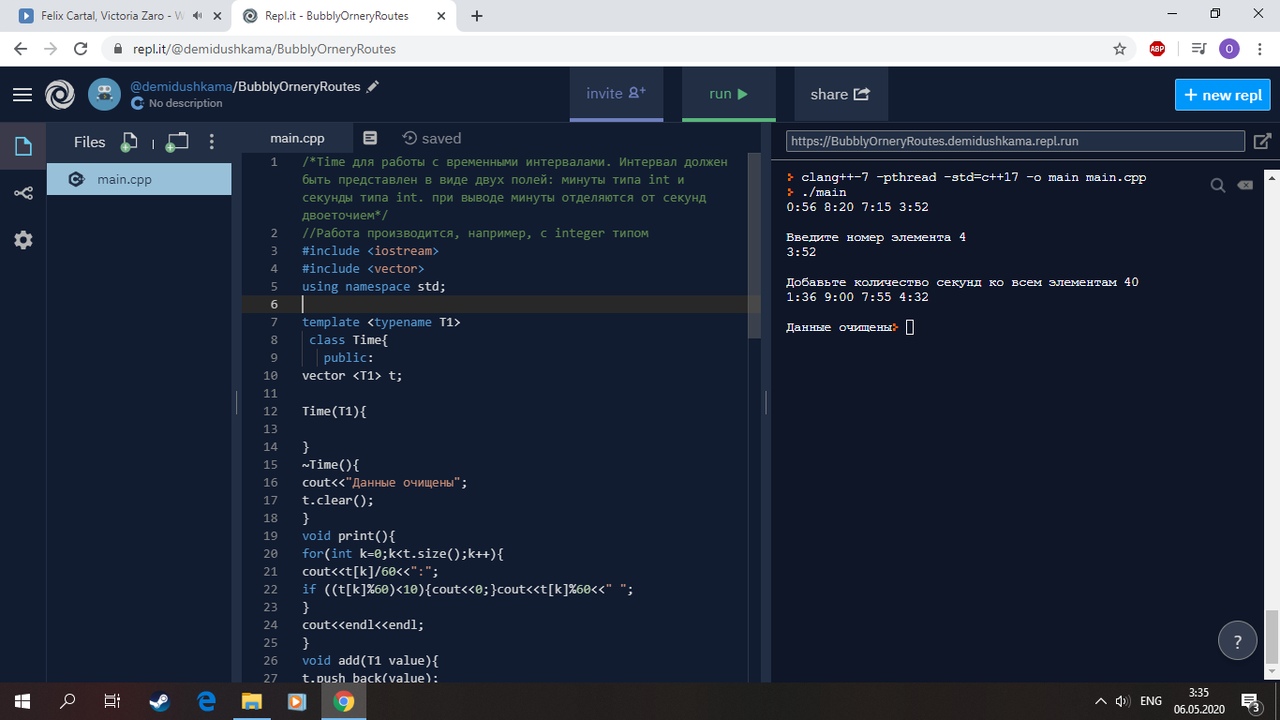 Felix Cartal, Victoria Zaro - W
Repl.it - BubblyOrneryRoutes
repl.it/@demidushkama/BubblyOrneryRoutes
ABP
O
@demidushkama/BubblyOrneryRoutes
No description
invite
run
share
+ new repl
Files
main.cpp
main.cpp
saved
1 /*Time для работы с временными интервалами. Интервал должен
быть представлен в виде двух полей: минуты типа int и
секунды типа int. при выводе минуты отделяются от секунд
двоеточием*/
2 //Работа производится, например, с integer типом
3 #include <iostream>
4 #include <vector>
5 using namespace std;
6
7 template <typename T1>
8 class Time{
9 public:
10 vector <T1> t;
11
12 Time(T1){
13
14 }
15 ~Time(){
16 cout<<"Данные очищены";
17 t.clear();
18 }
19 void print(){
20 for(int k=0;k<t.size();k++){
21 cout<<t[k]/60<<":";
22 if ((t[k]%60)<10){cout<<0;}cout<<t[k]%60<<" ";
23 }
24 cout<<endl<<endl;
25 }
26 void add(T1 value){
27 t.push_back(value);
https://BubblyOrneryRoutes.demidushkama.repl.run
clang++-7 -pthread -std=c++17 -o main main.cpp
./main
0:56 8:20 7:15 3:52
Введите номер элемента 4
3:52
Добавьте количество секунд ко всем элементам 40
1:36 9:00 7:55 4:32
Данные очищены
?
ENG
3:35
06.05.2020
3